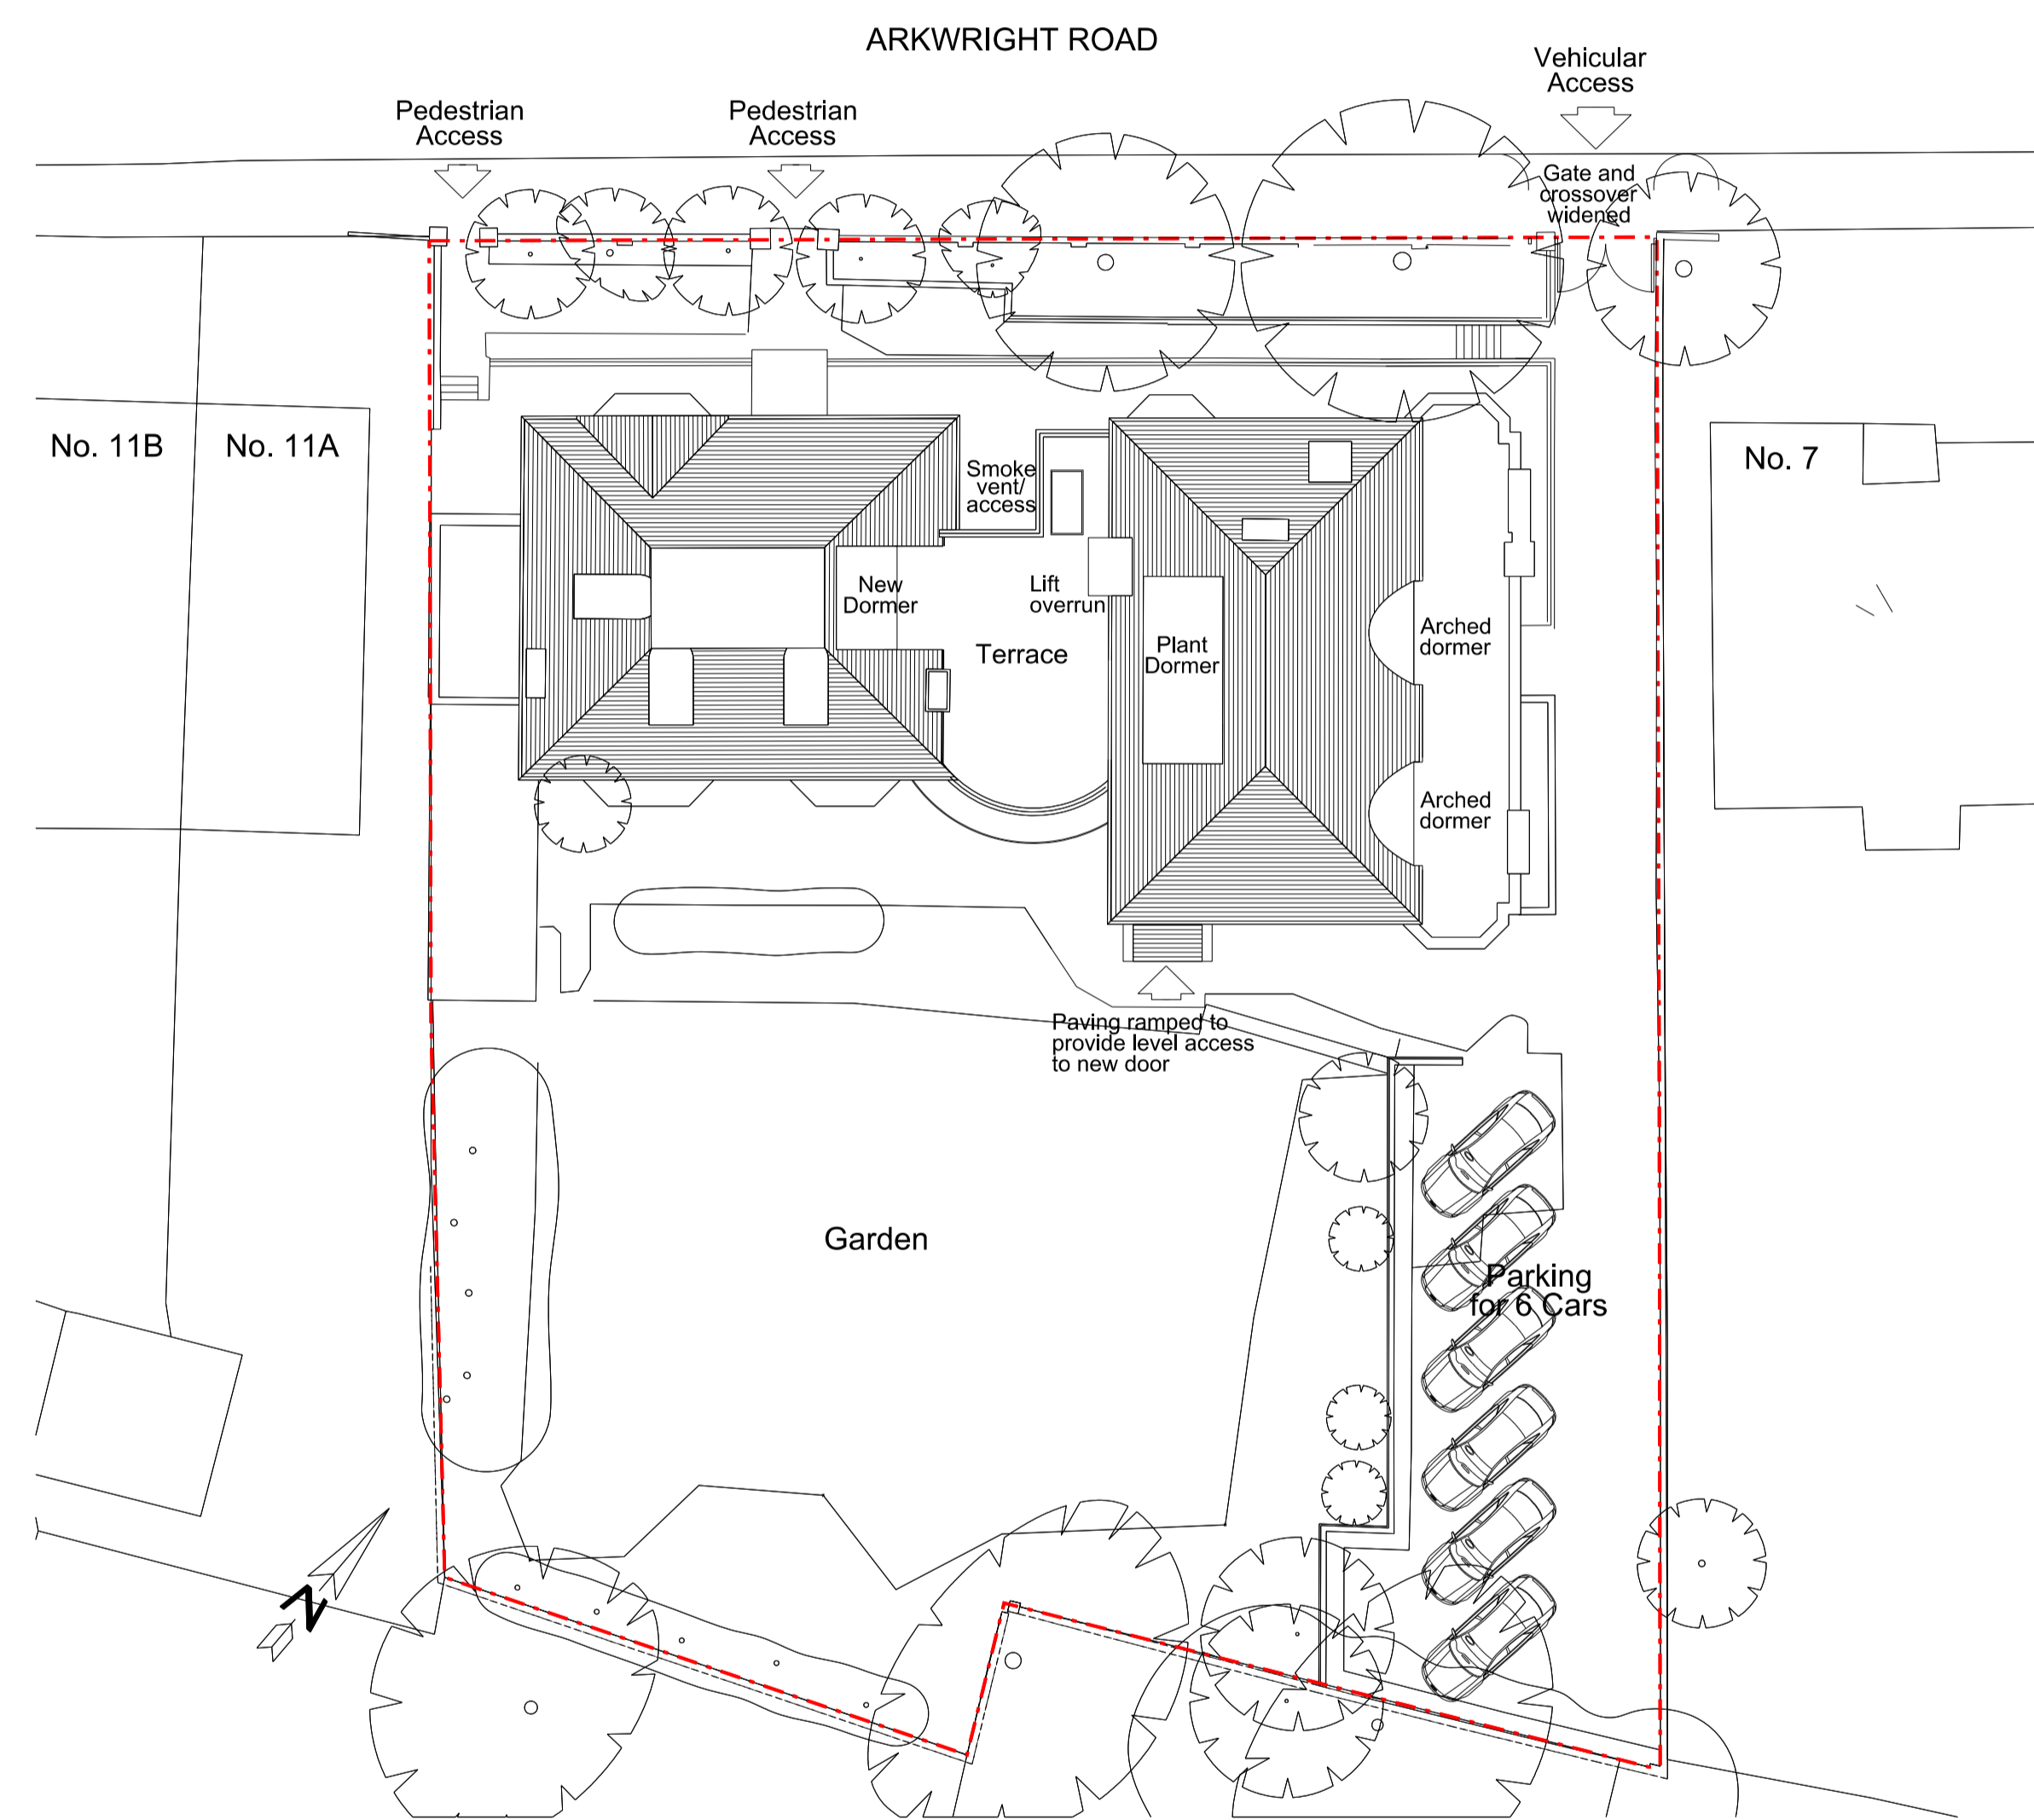 ARKWRIGHT ROAD
Vehicular
Access
Pedestrian
Access
Pedestrian
Access
Gate and
crossover
widened
No. 11B
No. 11A
No. 7
Smoke
vent/
access
New
Dormer
Lift
overrun
Terrace
Plant
Dormer
Arched
dormer
Arched
dormer
Paving ramped to
provide level access
to new door
Garden
Parking
for 6 Cars
N